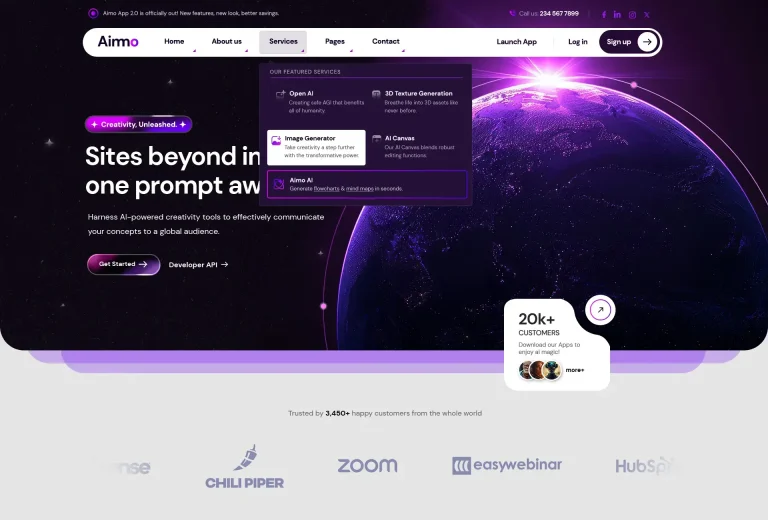 Aimo App 2.0 is officially out! New features, new look, better savings.
Call us: 234 567 7899
Aimo
Home
About us
Services
Pages
Contact
Launch App
Log in
Sign up
OUR FEATURED SERVICES
Open AI
Creating safe AGI that benefits
all of humanity.
3D Texture Generation
Breathe life into 3D assets like
never before.
Image Generator
Take creativity a step further
with the transformative power.
AI Canvas
Our AI Canvas blends robust
editing functions.
Aimo AI
Generate flowcharts & mind maps in seconds.
Creativity, Unleashed.
Sites beyond in
one prompt aw
Harness AI-powered creativity tools to effectively communicate
your concepts to a global audience.
Get Started
Developer API
20k+
CUSTOMERS
Download our Apps to
enjoy ai magic!
more+
Trusted by 3,450+ happy customers from the whole world
CHILI PIPER
zoom
easywebinar